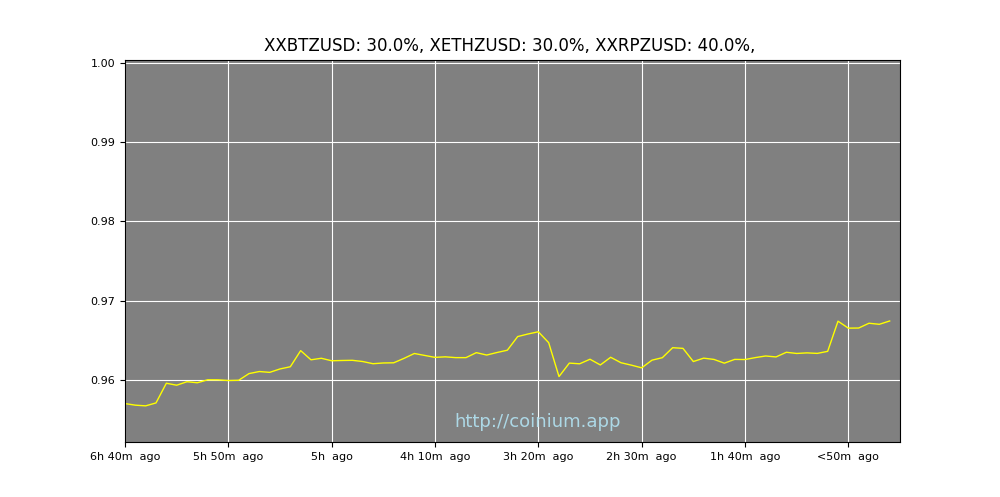 XXBTZUSD: 30.0%, XETHZUSD: 30.0%, XXRPZUSD: 40.0%,
1.00
0.99
0.98
0.97
0.96
http://coinium.app
6h 40m ago 5h 50m ago 5h ago 4h 10m ago 3h 20m ago 2h 30m ago 1h 40m ago <50m ago